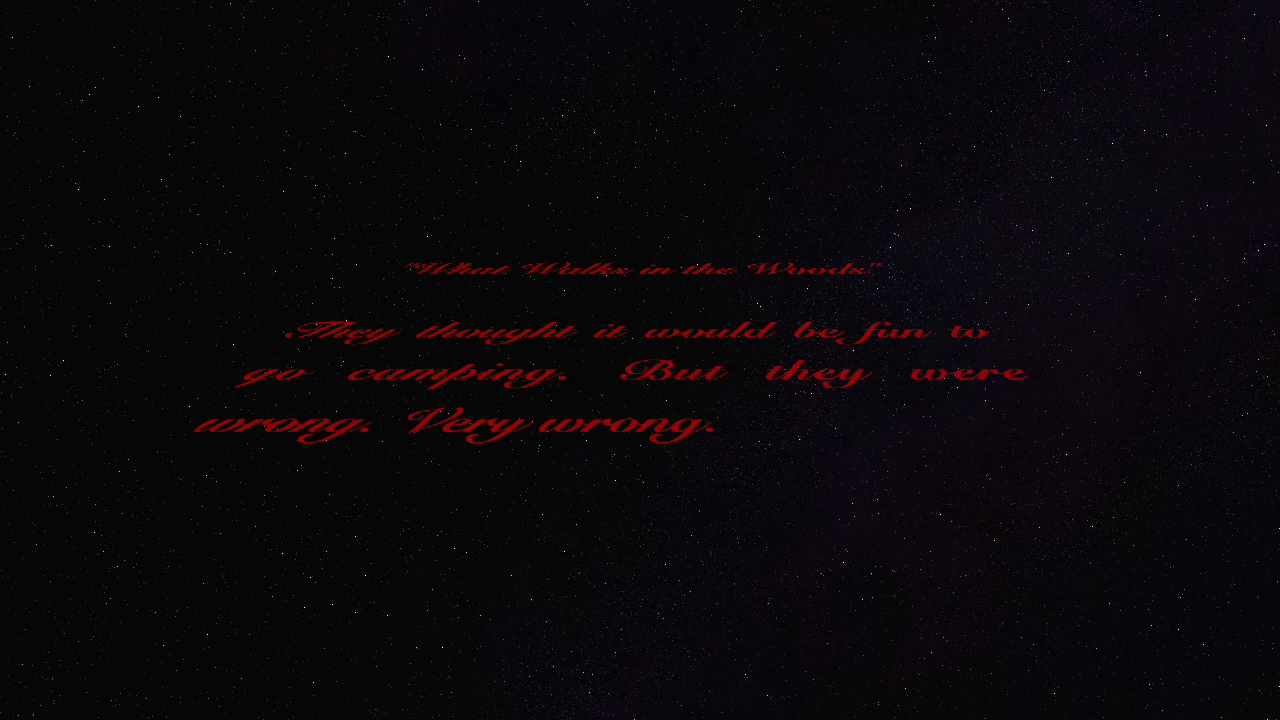 "What Walks in the Woods"
They thought it would be fun to
go camping. But they were
wrong. Very wrong.